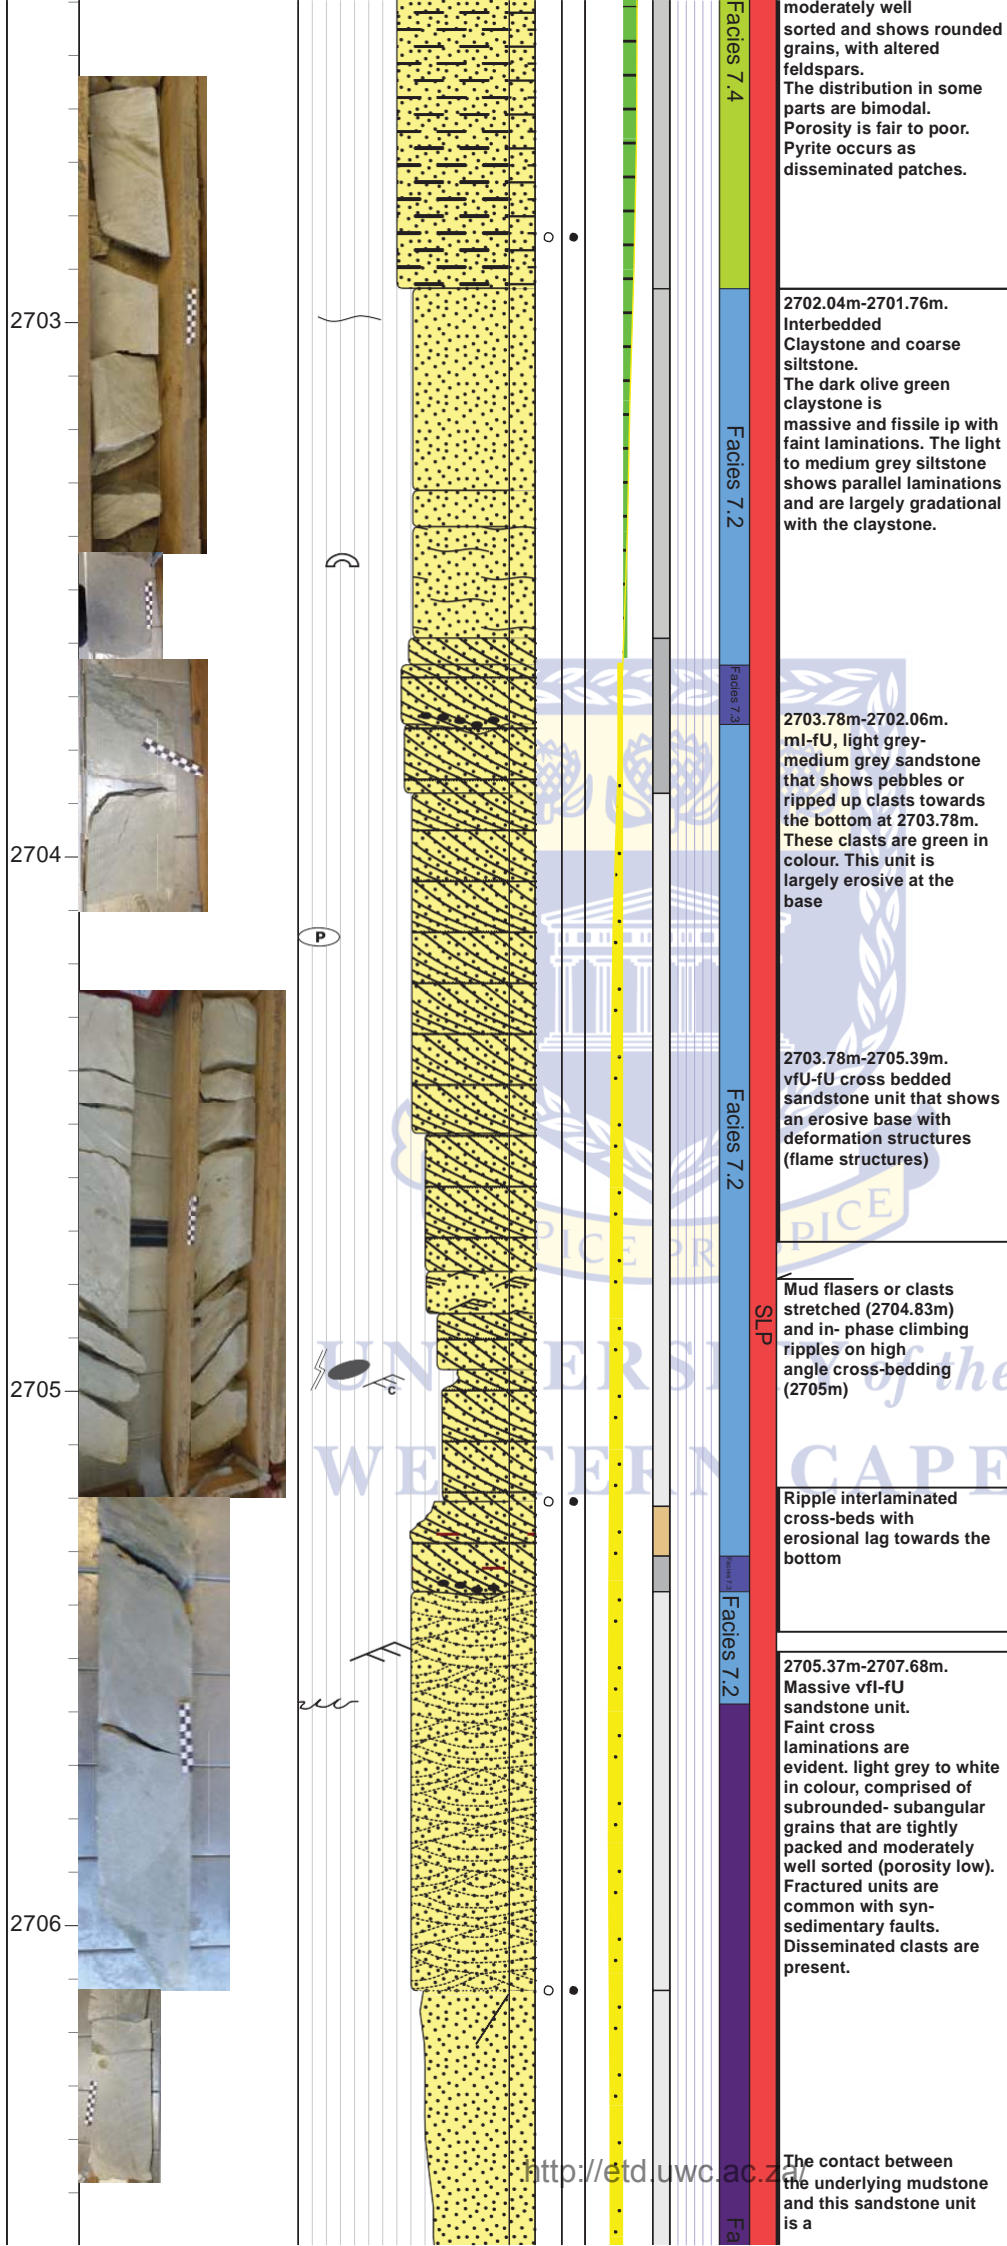 moderately well
sorted and shows rounded
grains, with altered
feldspars.
The distribution in some
parts are bimodal.
Porosity is fair to poor.
Pyrite occurs as
disseminated patches.
Facies 7.4
2703
2702.04m-2701.76m.
Interbedded
Claystone and coarse
siltstone.
The dark olive green
claystone is
massive and fissile ip with
faint laminations. The light
to medium grey siltstone
shows parallel laminations
and are largely gradational
with the claystone.
Facies 7.2
Facies 7.3
2703.78m-2702.06m.
ml-fU, light grey-
medium grey sandstone
that shows pebbles or
ripped up clasts towards
the bottom at 2703.78m.
These clasts are green in
colour. This unit is
largely erosive at the
base
2704
P
2703.78m-2705.39m.
vfU-fU cross bedded
sandstone unit that shows
an erosive base with
deformation structures
(flame structures)
Facies 7.2
SLP
Mud flasers or clasts
stretched (2704.83m)
and in- phase climbing
ripples on high
angle cross-bedding
(2705m)
2705
c
UNIVERSITY of the
WESTERN CAPE
Ripple interlaminated
cross-beds with
erosional lag towards the
bottom
Facies 7.3
Facies 7.2
2705.37m-2707.68m.
Massive vfl-fU
sandstone unit.
Faint cross
laminations are
evident. light grey to white
in colour, comprised of
subrounded- subangular
grains that are tightly
packed and moderately
well sorted (porosity low).
Fractured units are
common with syn-
sedimentary faults.
Disseminated clasts are
present.
2706
The contact between
the underlying mudstone
and this sandstone unit
is a
http://etd.uwc.ac.za/
Fa